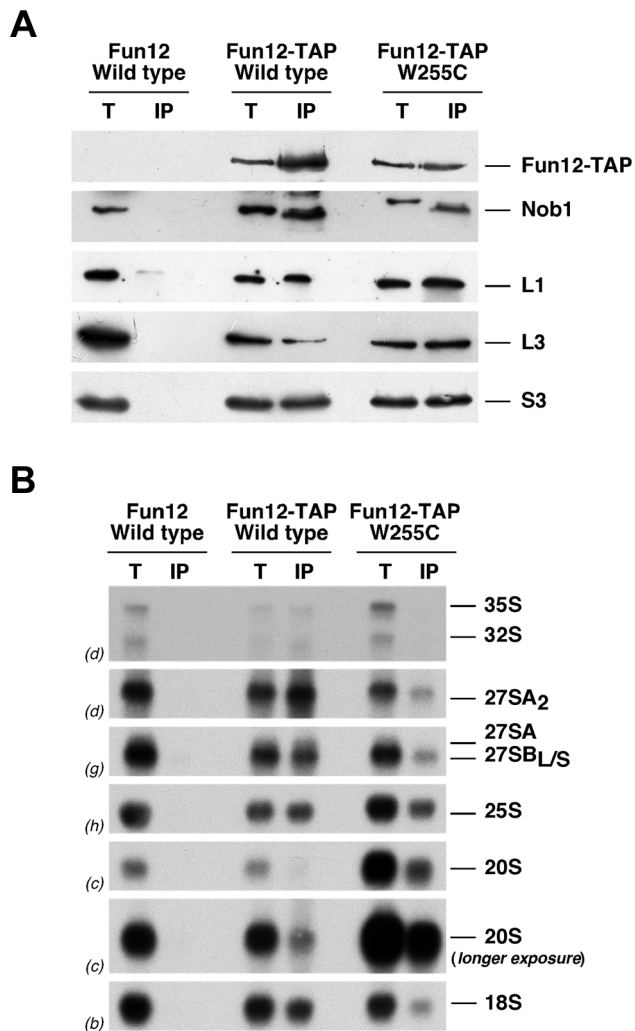 A
Fun12 Fun12-TAP Fun12-TAP
Wild type Wild type W255C
T IP T IP T IP
Fun12-TAP
Nob1
L1
L3
S3
B
Fun12 Fun12-TAP Fun12-TAP
Wild type Wild type W255C
T IP T IP T IP
35S
32S
(d)
(d) 27SA2
27SA
(g) 27SBL/S
(h) 25S
(c) 20S
20S
(c) (longer exposure)
18S
(b)